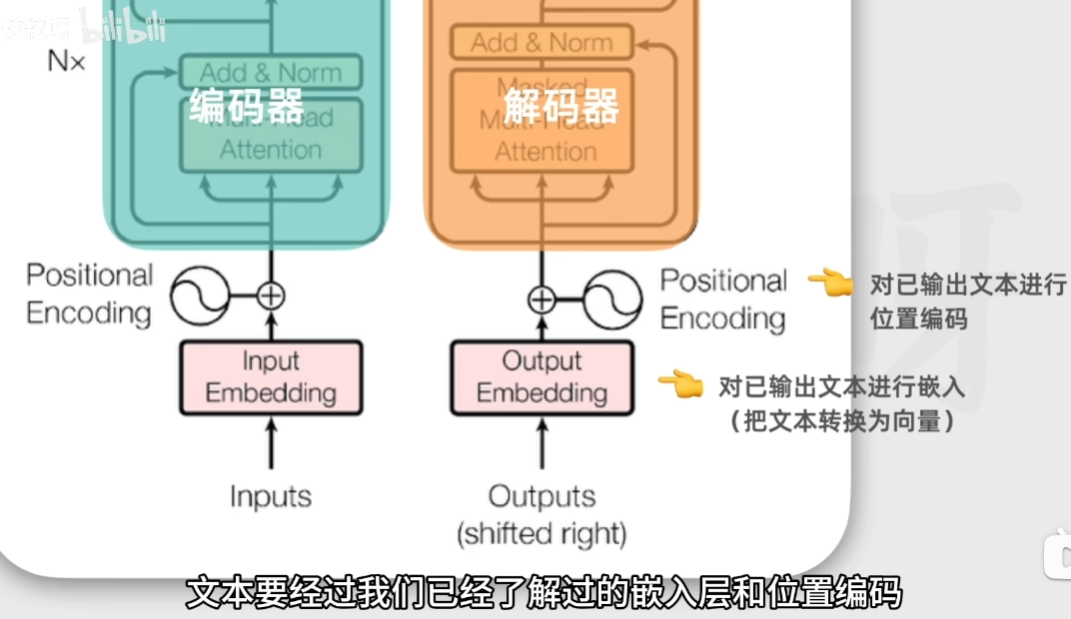 bilibili
N×
Add & Norm
编码器
Multi-Head
Attention
Positional
Encoding
Input
Embedding
Inputs
Add & Norm
解码器
Masked
Multi-Head
Attention
Positional
Encoding
对已输出文本进行
位置编码
Output
Embedding
对已输出文本进行嵌入
（把文本转换为向量）
Outputs
(shifted right)
文本要经过我们已经了解过的嵌入层和位置编码